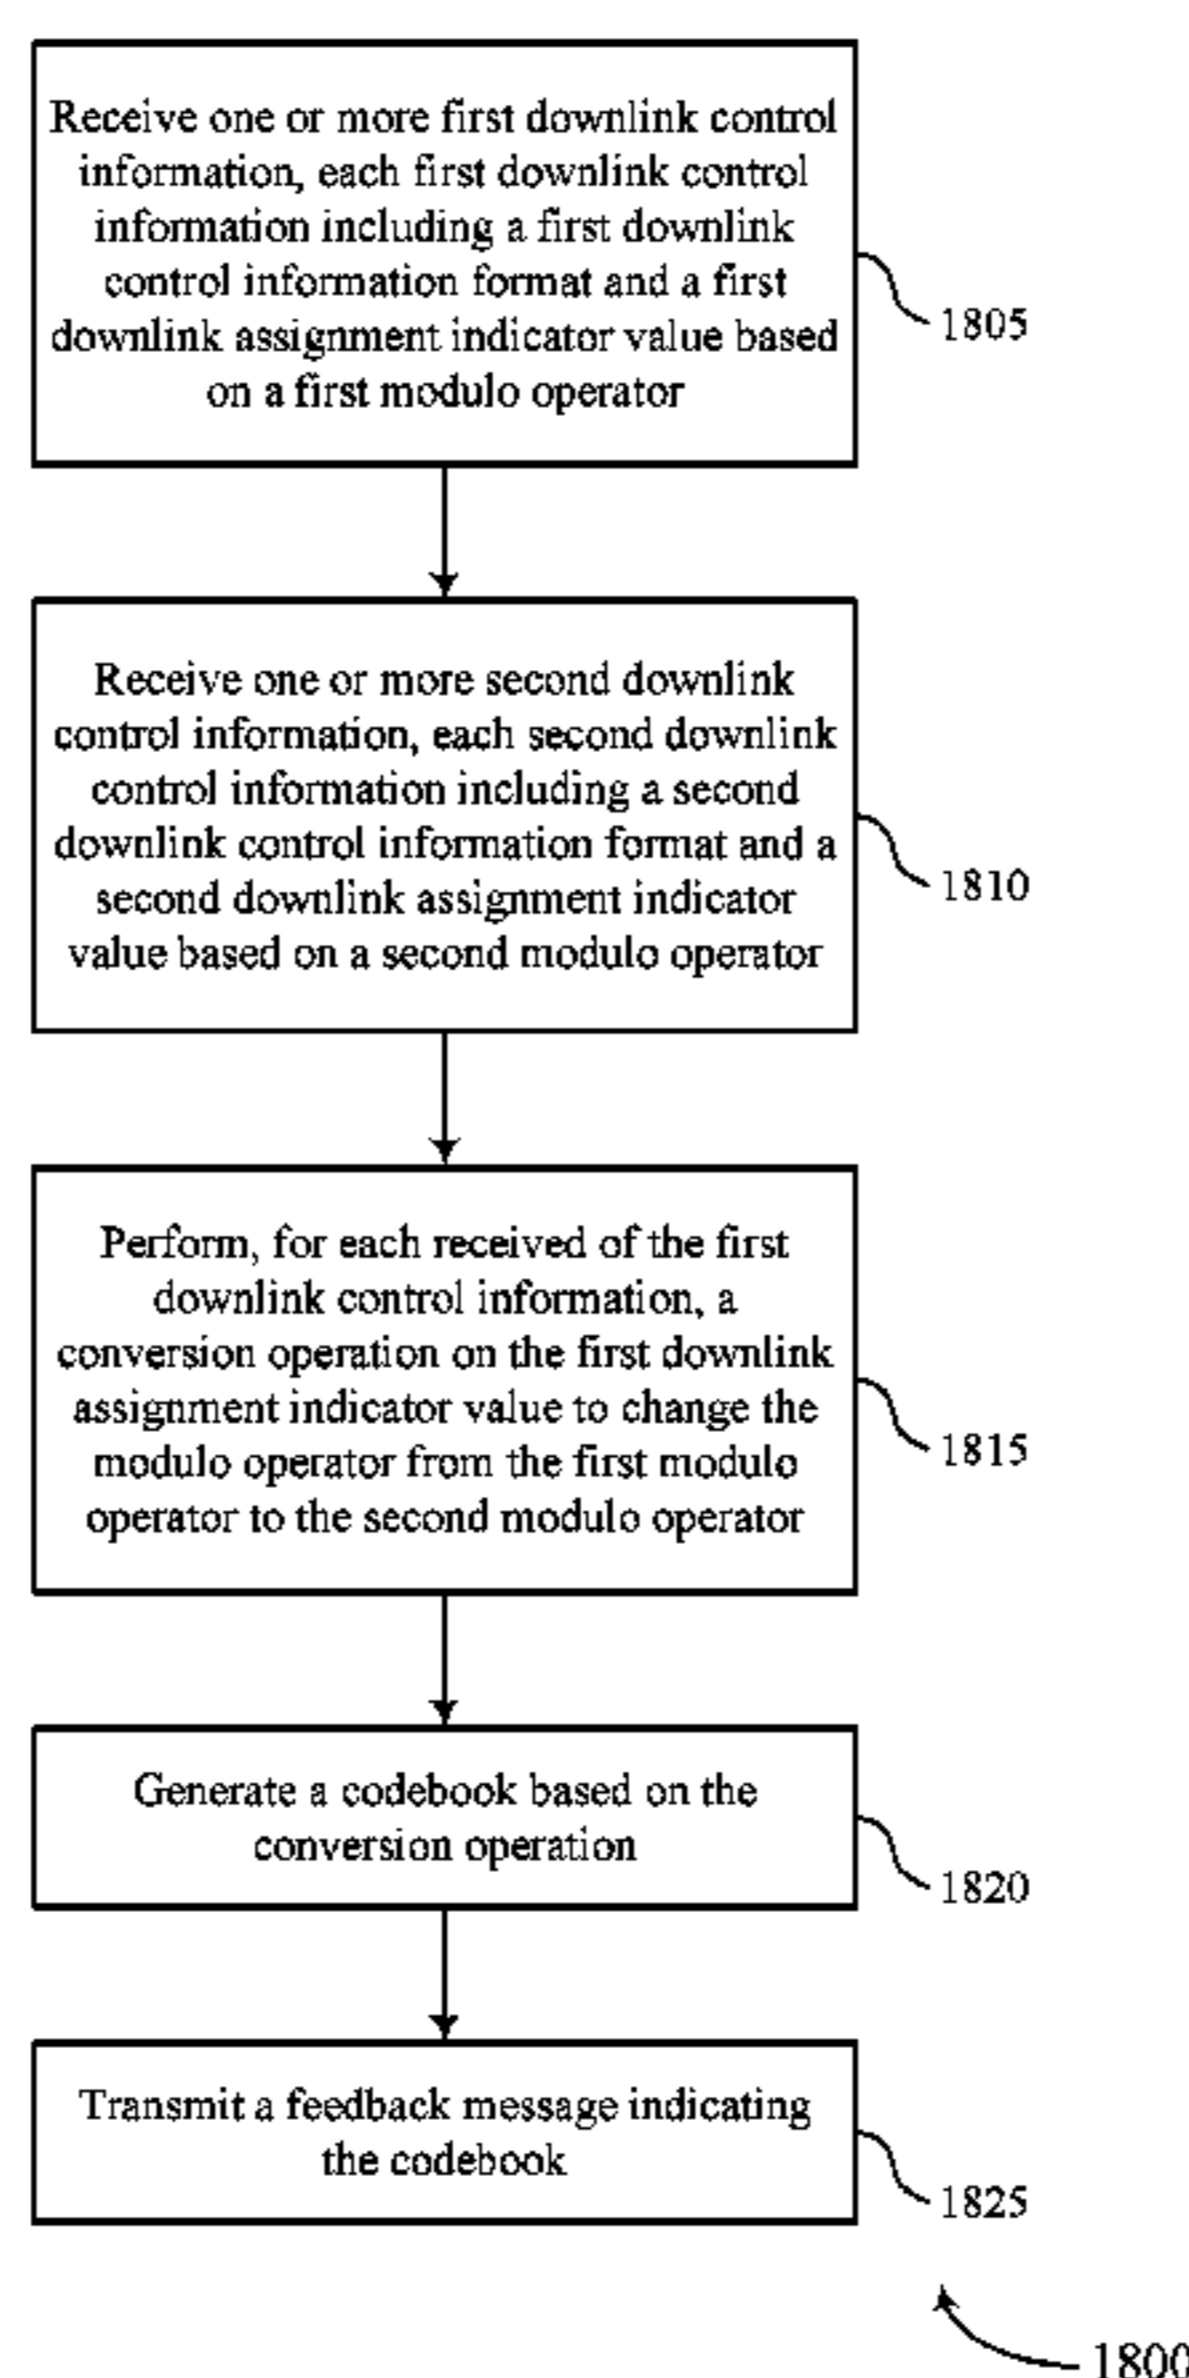 Receive one or more first downlink control
information, each first downlink control
information including a first downlink
control information format and a first
downlink assignment indicator value based
on a first modulo operator
1805
Receive one or more second downlink
control information, each second downlink
control information including a second
downlink control information format and a
second downlink assignment indicator
value based on a second modulo operator
1810
Perform, for each received of the first
downlink control information, a
conversion operation on the first downlink
assignment indicator value to change the
modulo operator from the first modulo
operator to the second modulo operator
1815
Generate a codebook based on the
conversion operation
1820
Transmit a feedback message indicating
the codebook
1825
1800